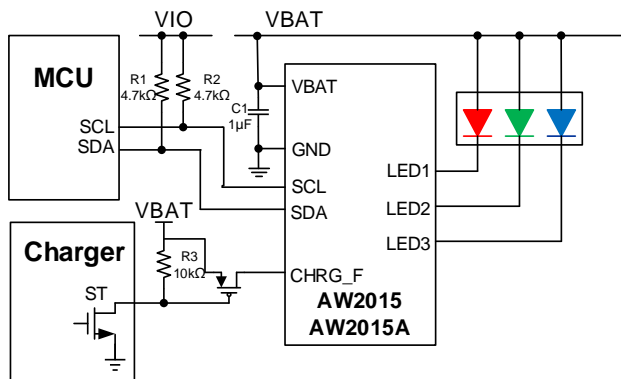 VIO
VBAT
MCU
R1
4.7kΩ
R2
4.7kΩ
SCL
SDA
C1
1µF
VBAT
GND
SCL
SDA
CHRG_F
LED1
LED2
LED3
AW2015
AW2015A
VBAT
R3
10kΩ
Charger
ST